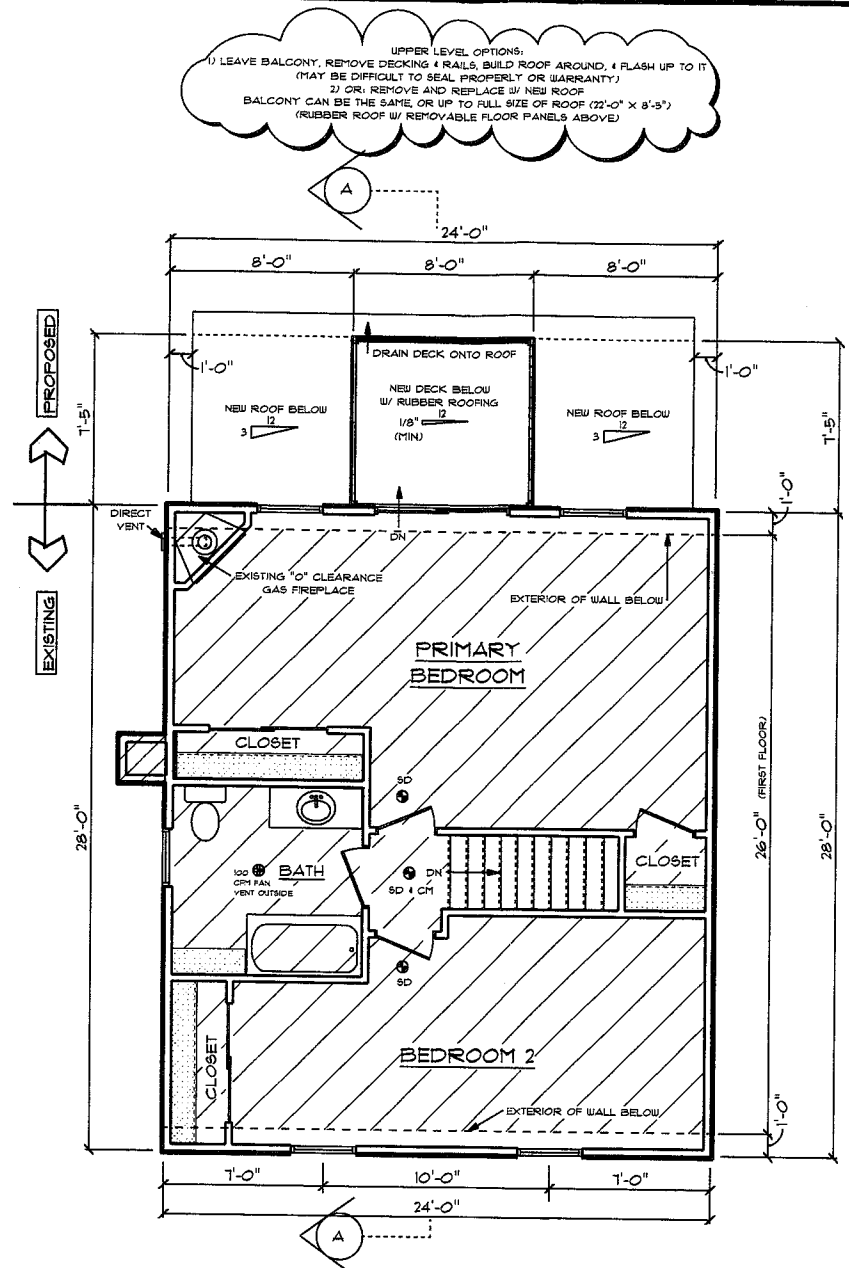 UPPER LEVEL OPTIONS:
1) LEAVE BALCONY, REMOVE DECKING & RAILS, BUILD ROOF AROUND, & FLASH UP TO IT
(MAY BE DIFFICULT TO SEAL PROPERLY OR WARRANTY)
2) OR: REMOVE AND REPLACE W/ NEW ROOF
BALCONY CAN BE THE SAME, OR UP TO FULL SIZE OF ROOF (22'-0" X 8'-5")
(RUBBER ROOF W/ REMOVABLE FLOOR PANELS ABOVE)
A
24'-0"
8'-0" 8'-0" 8'-0"
PROPOSED
7'-5"
1'-0"
DRAIN DECK ONTO ROOF
1'-0"
7'-5"
NEW DECK BELOW
W/ RUBBER ROOFING
12
1/8"
(MIN)
NEW ROOF BELOW
12
3
NEW ROOF BELOW
12
3
EXISTING
DIRECT
VENT
DN
1'-0"
EXISTING "0" CLEARANCE
GAS FIREPLACE
EXTERIOR OF WALL BELOW
PRIMARY
BEDROOM
CLOSET
SD
28'-0"
26'-0" (FIRST FLOOR)
28'-0"
100
CFM FAN
VENT OUTSIDE
BATH
SD & CM
DN
CLOSET
SD
CLOSET
BEDROOM 2
EXTERIOR OF WALL BELOW
1'-0"
7'-0" 10'-0" 7'-0"
24'-0"
A